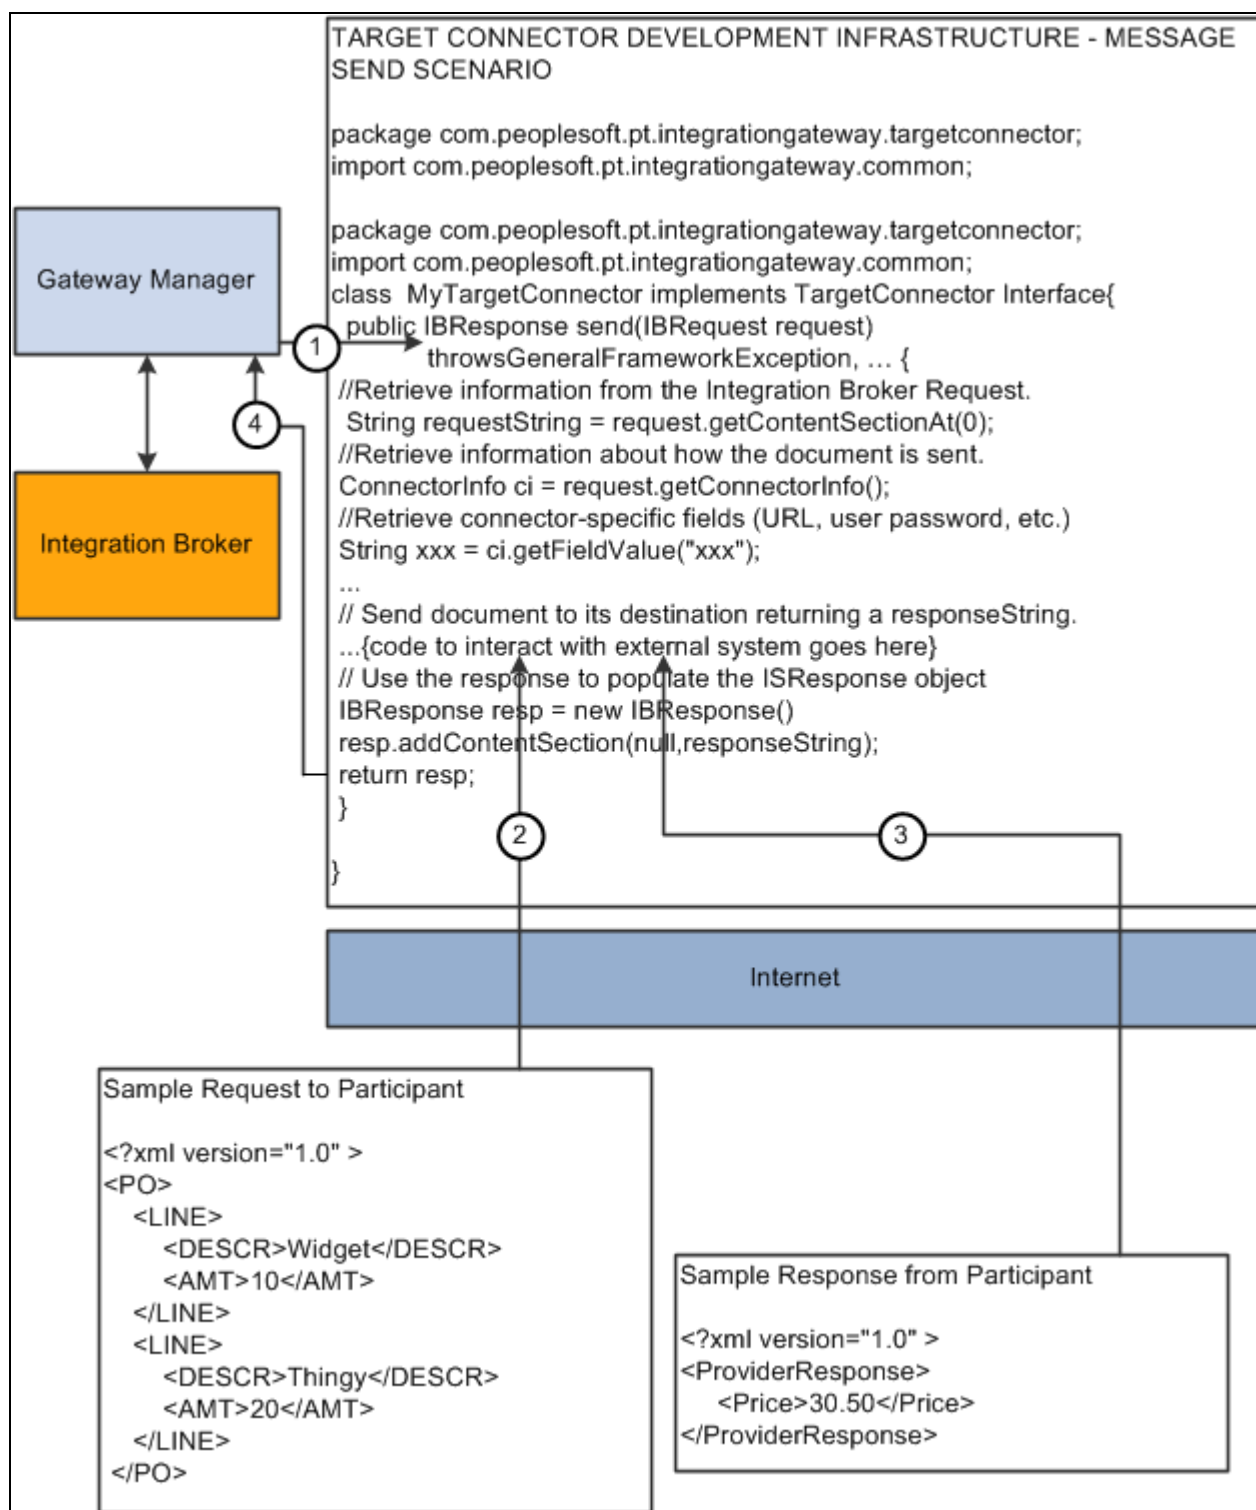 TARGET CONNECTOR DEVELOPMENT INFRASTRUCTURE - MESSAGE
SEND SCENARIO
package com.peoplesoft.pt.integrationgateway.targetconnector;
import com.peoplesoft.pt.integrationgateway.common;
package com.peoplesoft.pt.integrationgateway.targetconnector;
import com.peoplesoft.pt.integrationgateway.common;
class MyTargetConnector implements TargetConnector Interface{
public IBResponse send(IBRequest request)
throwsGeneralFrameworkException, ... {
//Retrieve information from the Integration Broker Request.
String requestString = request.getContentSectionAt(0);
//Retrieve information about how the document is sent.
ConnectorInfo ci = request.getConnectorInfo();
//Retrieve connector-specific fields (URL, user password, etc.)
String xxx = ci.getFieldValue("xxx");
...
// Send document to its destination returning a responseString.
...{code to interact with external system goes here}
// Use the response to populate the ISResponse object
IBResponse resp = new IBResponse()
resp.addContentSection(null,responseString);
return resp;
}
}
Gateway Manager
1
4
Integration Broker
2
3
Internet
Sample Request to Participant
<?xml version="1.0" >
<PO>
<LINE>
<DESCR>Widget</DESCR>
<AMT>10</AMT>
</LINE>
<LINE>
<DESCR>Thingy</DESCR>
<AMT>20</AMT>
</LINE>
</PO>
Sample Response from Participant
<?xml version="1.0" >
<ProviderResponse>
<Price>30.50</Price>
</ProviderResponse>